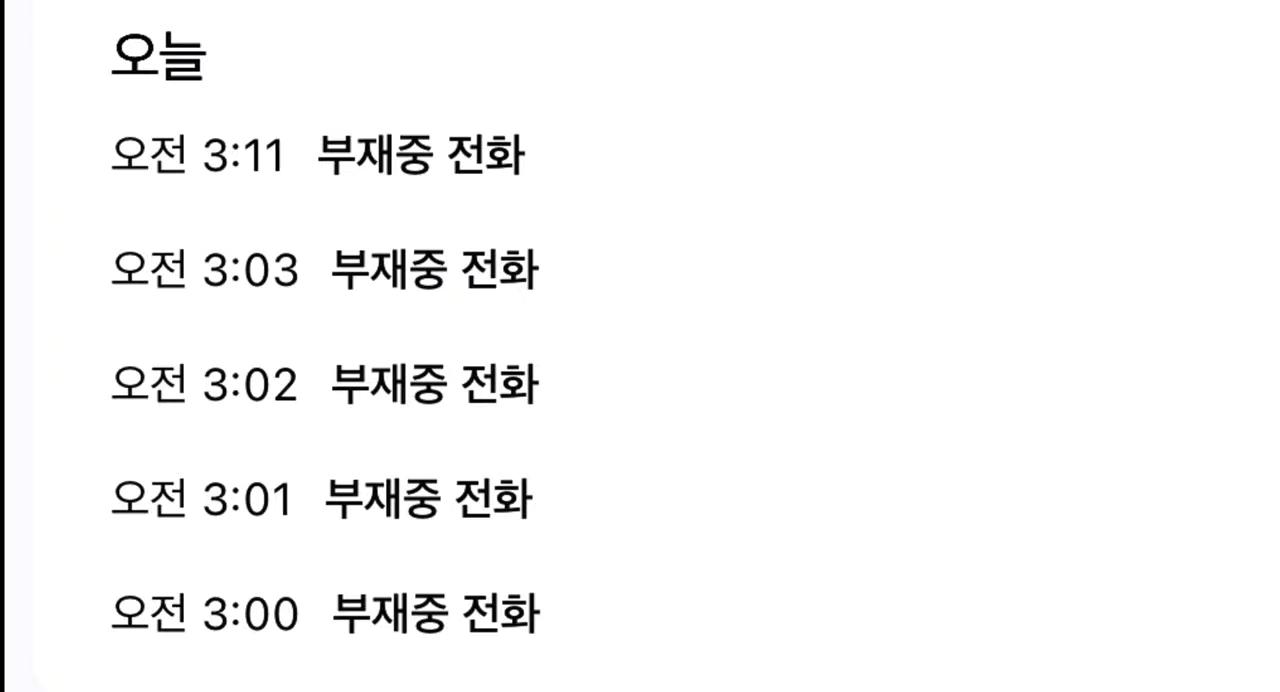 오늘
오전 3:11 부재중 전화
오전 3:03 부재중 전화
오전 3:02 부재중 전화
오전 3:01 부재중 전화
오전 3:00 부재중 전화